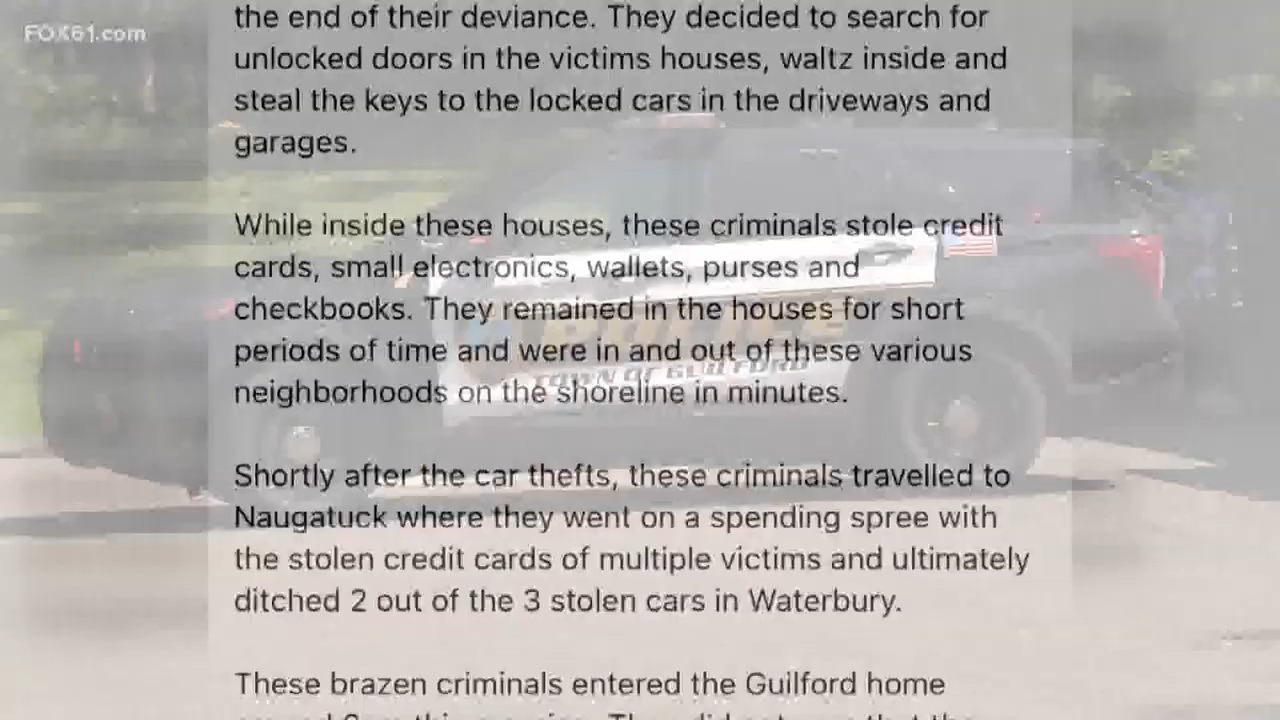 FOX61.com
the end of their deviance. They decided to search for
unlocked doors in the victims houses, waltz inside and
steal the keys to the locked cars in the driveways and
garages.
While inside these houses, these criminals stole credit
cards, small electronics, wallets, purses and
checkbooks. They remained in the houses for short
periods of time and were in and out of these various
neighborhoods on the shoreline in minutes.
Shortly after the car thefts, these criminals travelled to
Naugatuck where they went on a spending spree with
the stolen credit cards of multiple victims and ultimately
ditched 2 out of the 3 stolen cars in Waterbury.
These brazen criminals entered the Guilford home
POLICE
TOWN OF GUILFORD